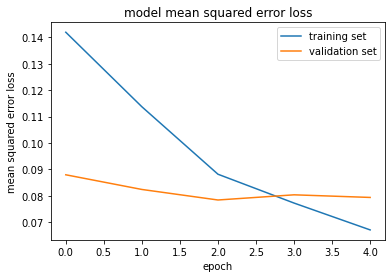 model mean squared error loss
training set
validation set
mean squared error loss
0.14
0.13
0.12
0.11
0.10
0.09
0.08
0.07
0.0 0.5 1.0 1.5 2.0 2.5 3.0 3.5 4.0
epoch